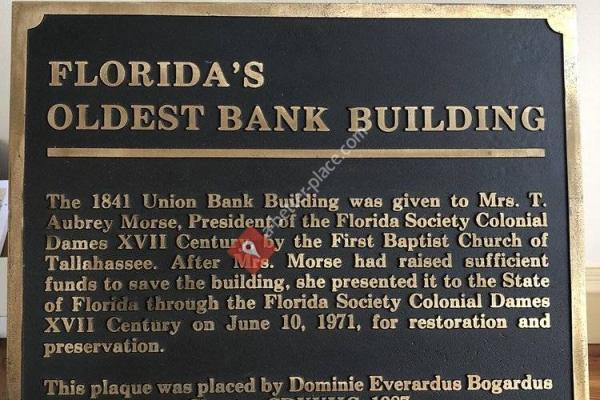 FLORIDA'S
OLDEST BANK BUILDING
The 1841 Union Bank Building was given to Mrs. T.
Aubrey Morse, President of the Florida Society Colonial
Dames XVII Century by the First Baptist Church of
Tallahassee. After Mrs. Morse had raised sufficient
funds to save the building, she presented it to the State
of Florida through the Florida Society Colonial Dames
XVII Century on June 10, 1971, for restoration and
preservation.
This plaque was placed by Dominie Everardus Bogardus
a-better-place.com